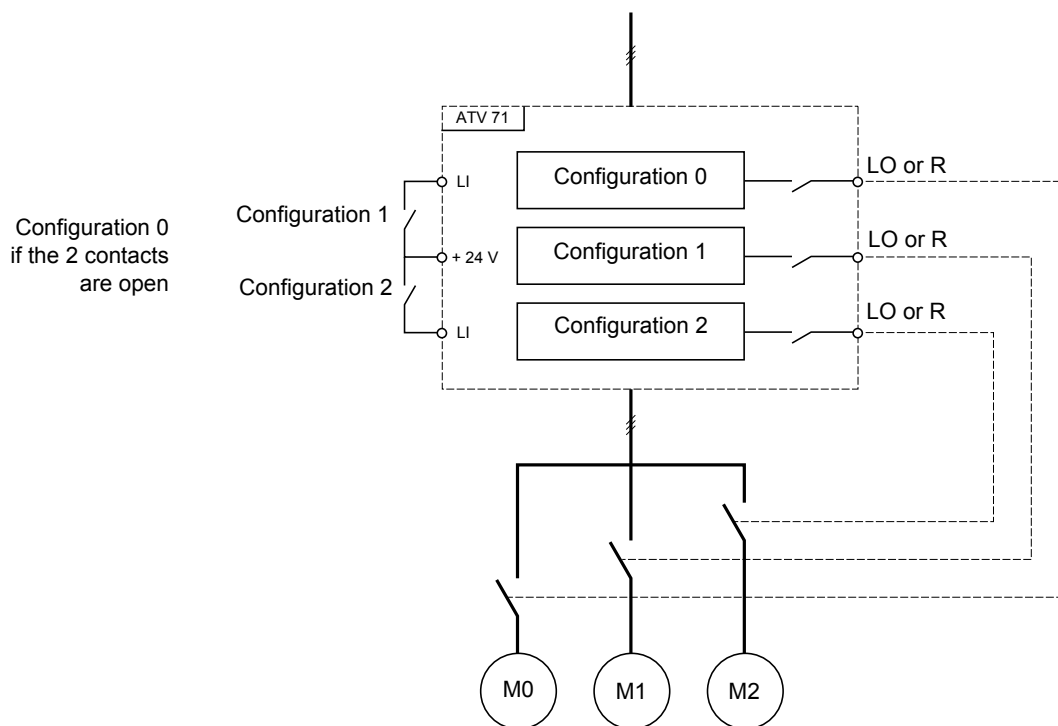 ATV 71
LI
Configuration 0
LO or R
Configuration 1
Configuration 0
if the 2 contacts
are open
+ 24 V
Configuration 1
LO or R
Configuration 2
LI
Configuration 2
LO or R
M0
M1
M2